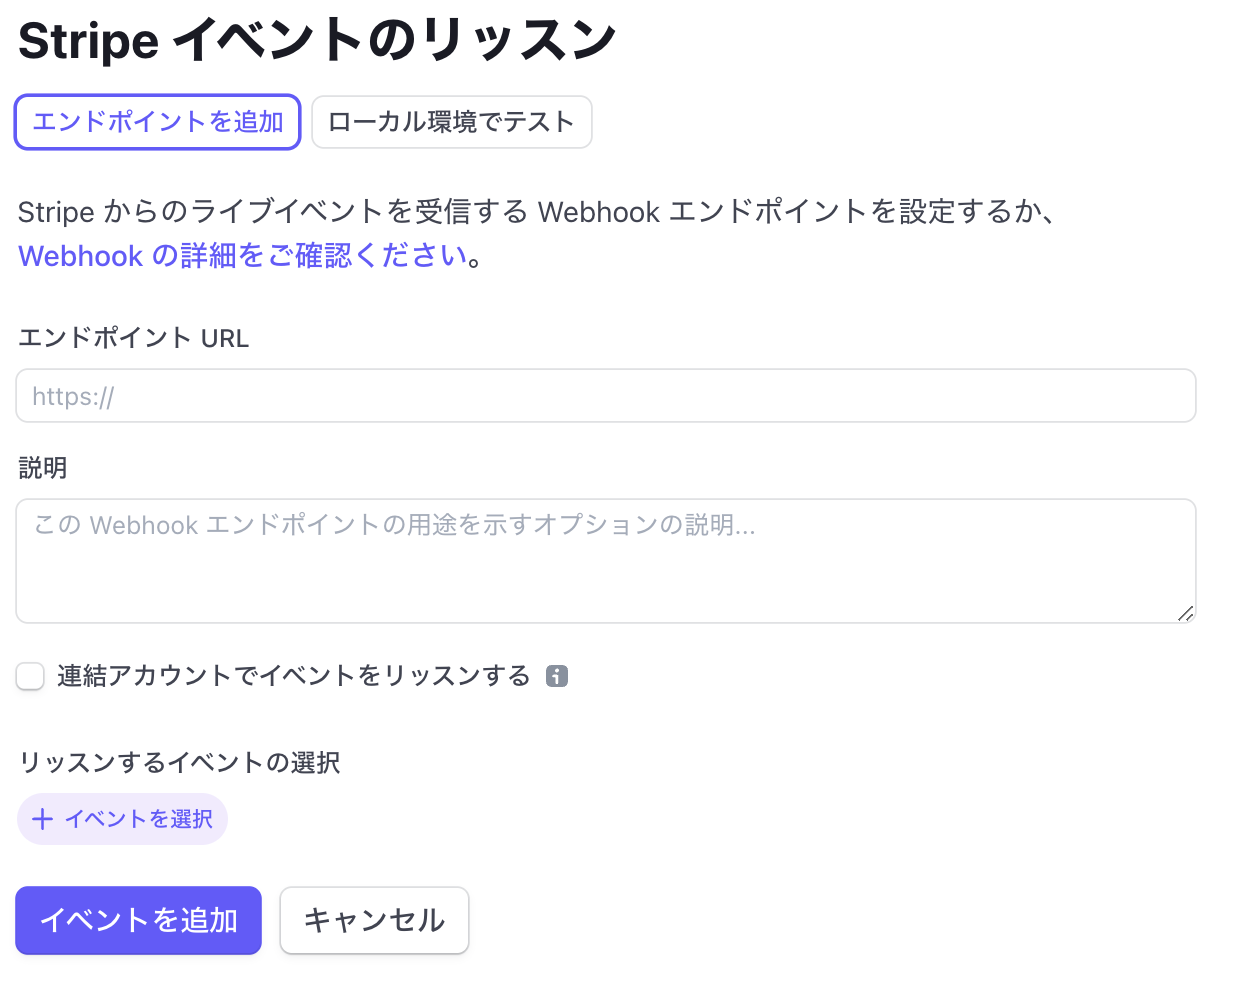 Stripe イベントのリッスン
エンドポイントを追加
ローカル環境でテスト
Stripe からのライブイベントを受信する Webhook エンドポイントを設定するか、
Webhook の詳細をご確認ください。
エンドポイント URL
https://
説明
この Webhook エンドポイントの用途を示すオプションの説明...
連結アカウントでイベントをリッスンする
リッスンするイベントの選択
+ イベントを選択
イベントを追加
キャンセル